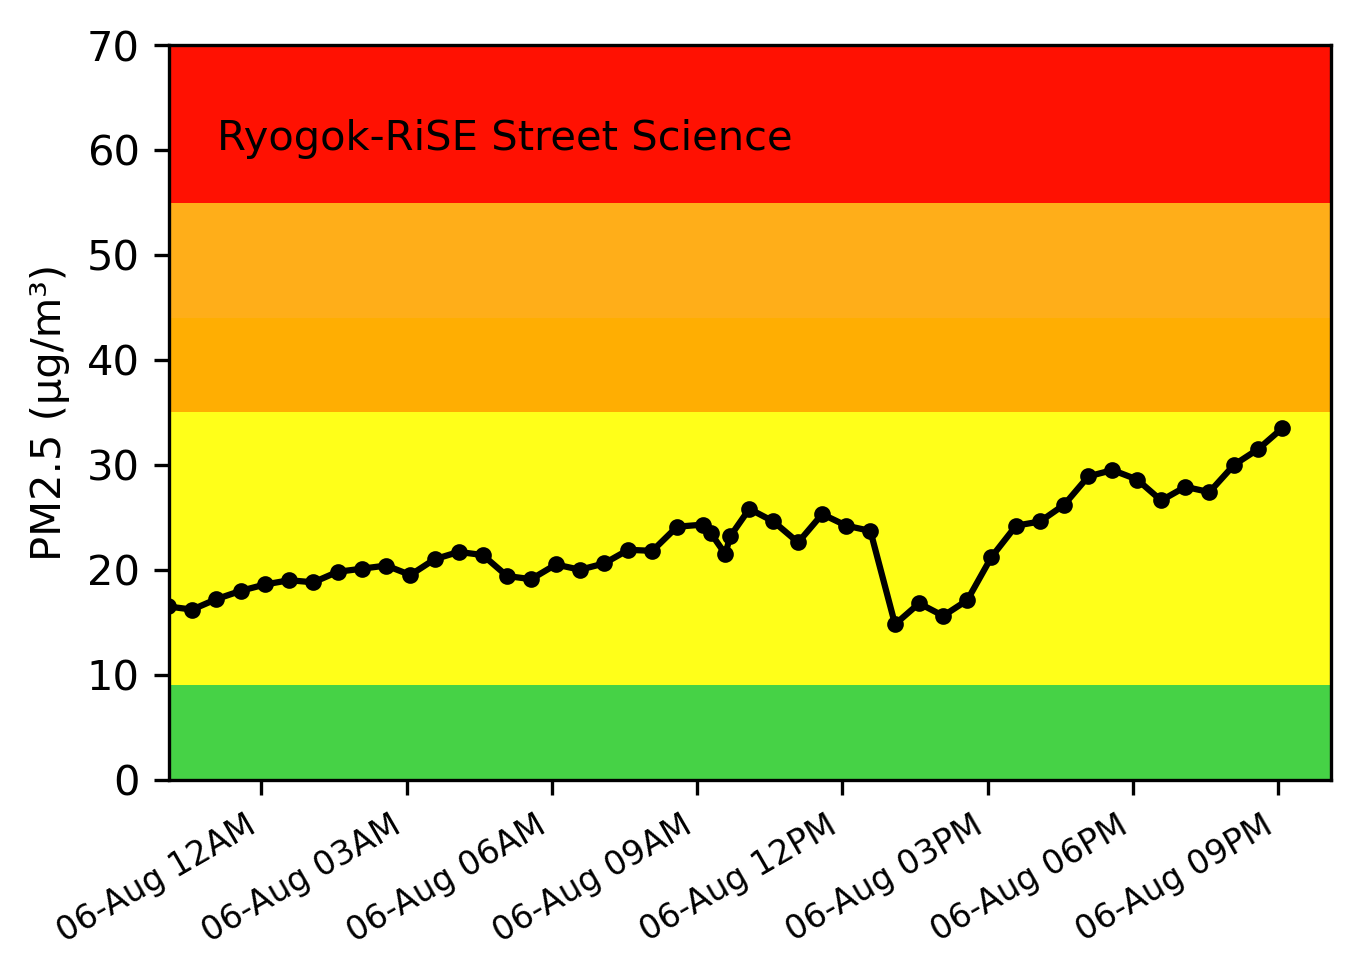 70
Ryogok-RiSE Street Science
60
50
40
30
20
10
0
PM2.5 (µg/m³)
06-Aug 12AM
06-Aug 03AM
06-Aug 06AM
06-Aug 09AM
06-Aug 12PM
06-Aug 03PM
06-Aug 06PM
06-Aug 09PM